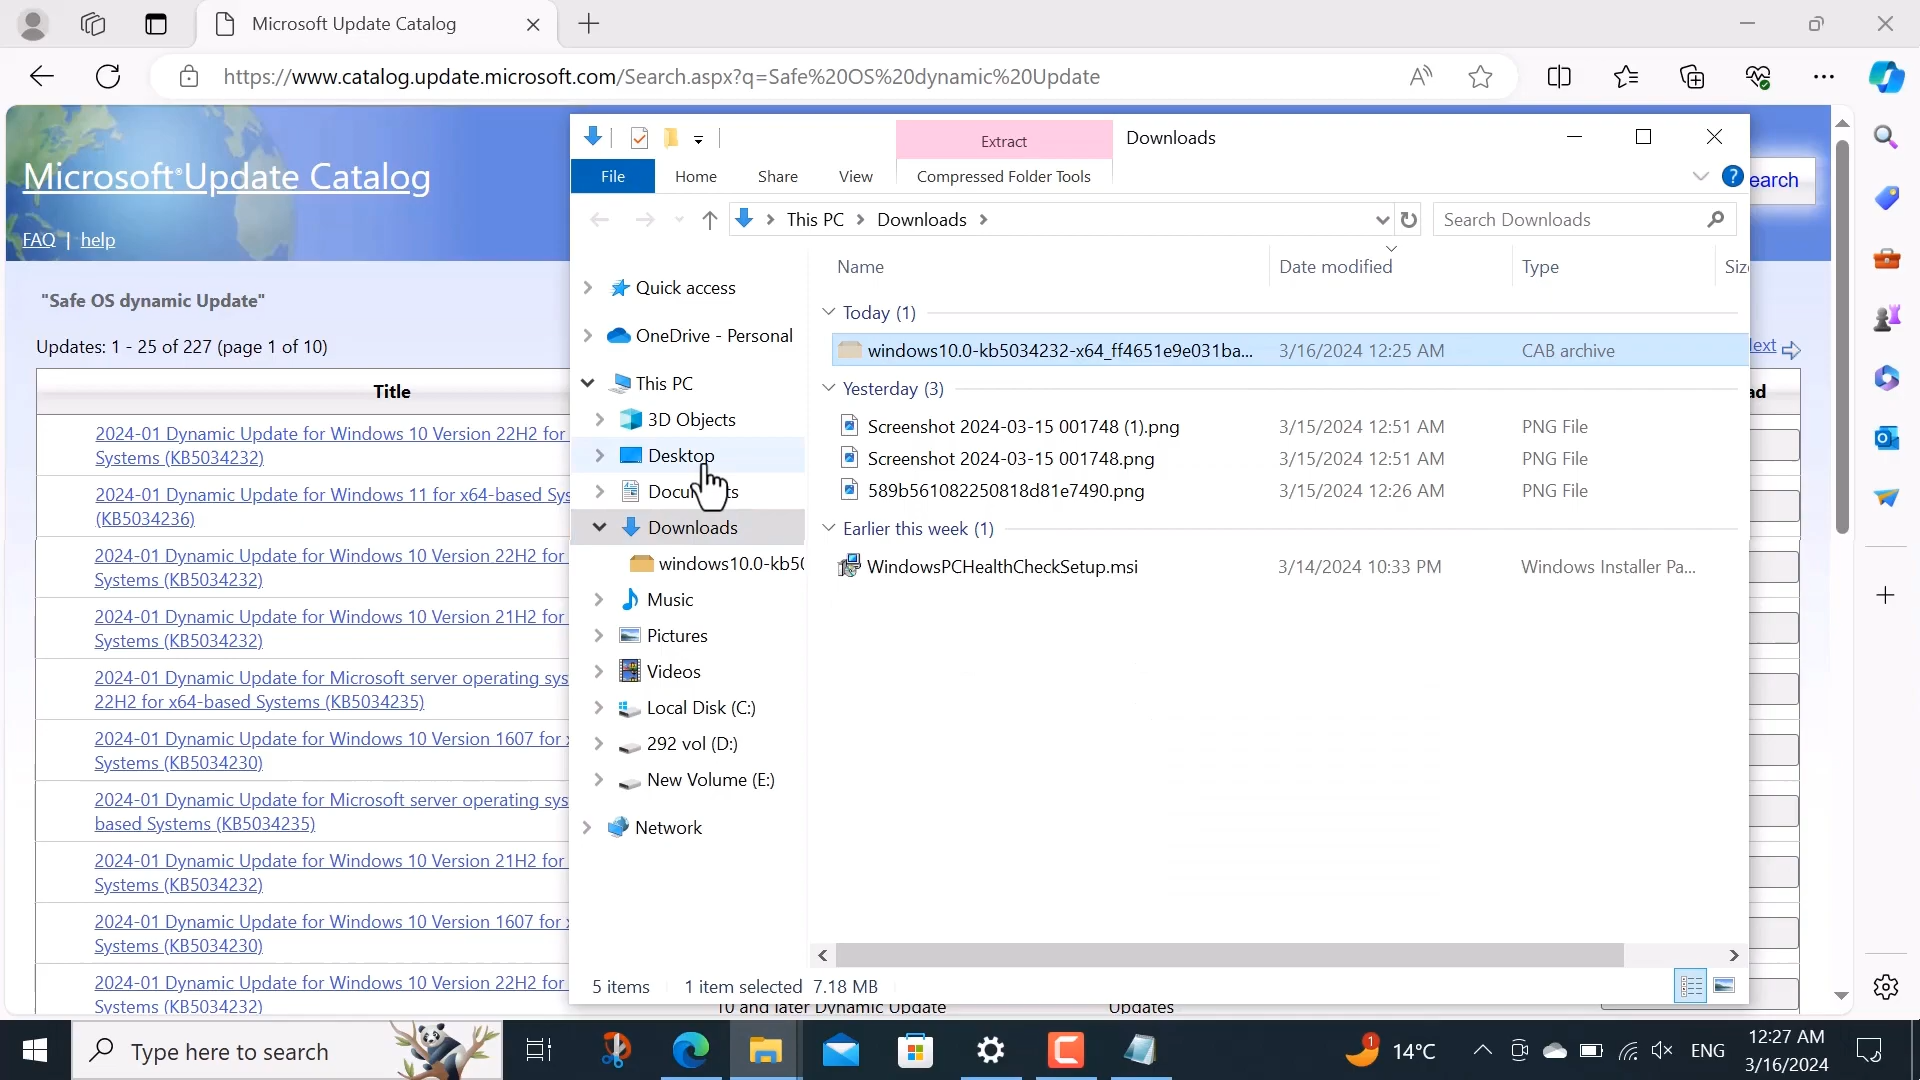 Microsoft Update Catalog
https://www.catalog.update.microsoft.com/Search.aspx?q=Safe%20OS%20dynamic%20Update
Microsoft®Update Catalog
FAQ | help
earch
"Safe OS dynamic Update"
Updates: 1 - 25 of 227 (page 1 of 10)
Title
2024-01 Dynamic Update for Windows 10 Version 22H2 for
Systems (KB5034232)
2024-01 Dynamic Update for Windows 11 for x64-based Sys
(KB5034236)
2024-01 Dynamic Update for Windows 10 Version 22H2 for
Systems (KB5034232)
2024-01 Dynamic Update for Windows 10 Version 21H2 for
Systems (KB5034232)
2024-01 Dynamic Update for Microsoft server operating sys
22H2 for x64-based Systems (KB5034235)
2024-01 Dynamic Update for Windows 10 Version 1607 for x
Systems (KB5034230)
2024-01 Dynamic Update for Microsoft server operating sys
based Systems (KB5034235)
2024-01 Dynamic Update for Windows 10 Version 21H2 for
Systems (KB5034232)
2024-01 Dynamic Update for Windows 10 Version 1607 for x
Systems (KB5034230)
2024-01 Dynamic Update for Windows 10 Version 22H2 for
Systems (KB5034232)
10 and later Dynamic Update
Updates
lext
ad
Extract
Downloads
File
Home
Share
View
Compressed Folder Tools
This PC > Downloads >
Search Downloads
Name
Date modified
Type
Siz
Quick access
OneDrive - Personal
This PC
3D Objects
Desktop
Docu ts
Downloads
windows10.0-kb50
Music
Pictures
Videos
Local Disk (C:)
292 vol (D:)
New Volume (E:)
Network
Today (1)
windows10.0-kb5034232-x64_ff4651e9e031ba... 3/16/2024 12:25 AM CAB archive
Yesterday (3)
Screenshot 2024-03-15 001748 (1).png 3/15/2024 12:51 AM PNG File
Screenshot 2024-03-15 001748.png 3/15/2024 12:51 AM PNG File
589b561082250818d81e7490.png 3/15/2024 12:26 AM PNG File
Earlier this week (1)
WindowsPCHealthCheckSetup.msi 3/14/2024 10:33 PM Windows Installer Pa...
5 items 1 item selected 7.18 MB
Type here to search
1
14°C
ENG
12:27 AM
3/16/2024